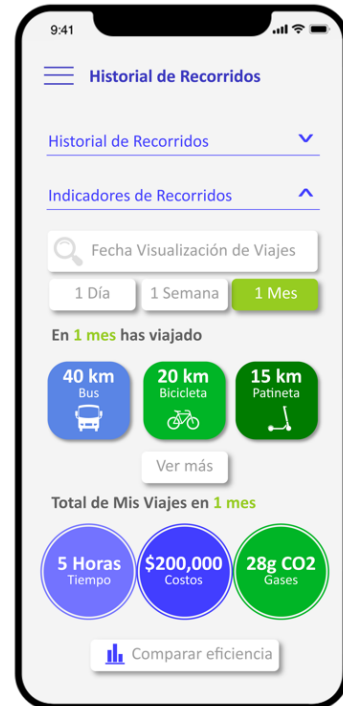 9:41
Historial de Recorridos
Historial de Recorridos
Indicadores de Recorridos
Fecha Visualización de Viajes
1 Día 1 Semana 1 Mes
En 1 mes has viajado
40 km 20 km 15 km
Bus Bicicleta Patineta
Ver más
Total de Mis Viajes en 1 mes
5 Horas $200,000 28g CO2
Tiempo Costos Gases
Comparar eficiencia